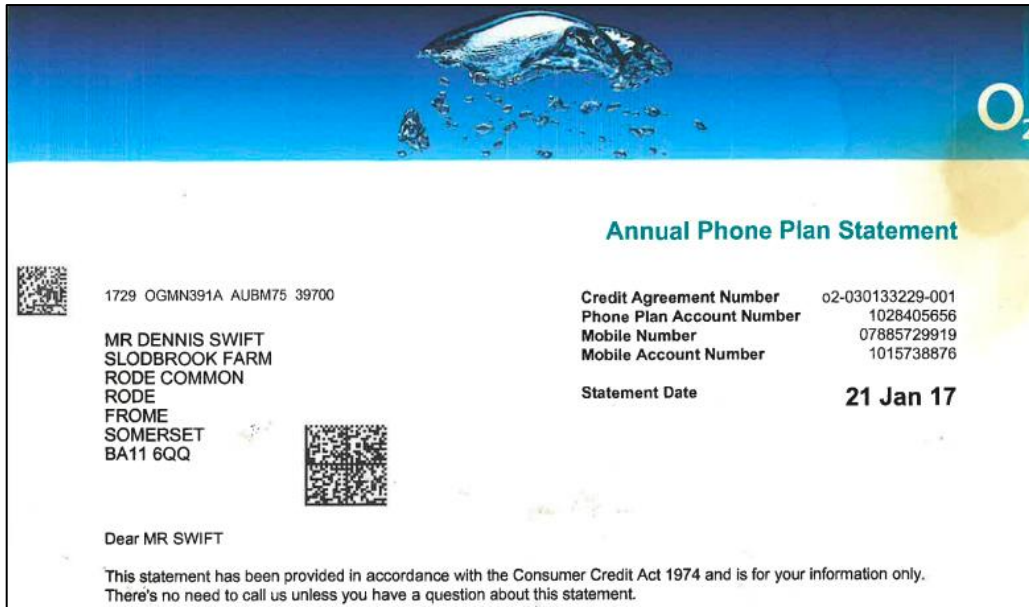 O2
Annual Phone Plan Statement
1729 OGMN391A AUBM75 39700
MR DENNIS SWIFT
SLODBROOK FARM
RODE COMMON
RODE
FROME
SOMERSET
BA11 6QQ
Credit Agreement Number o2-030133229-001
Phone Plan Account Number 1028405656
Mobile Number 07885729919
Mobile Account Number 1015738876
Statement Date 21 Jan 17
Dear MR SWIFT
This statement has been provided in accordance with the Consumer Credit Act 1974 and is for your information only.
There's no need to call us unless you have a question about this statement.